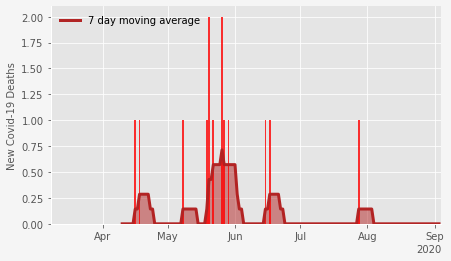 7 day moving average
New Covid-19 Deaths
2.00
1.75
1.50
1.25
1.00
0.75
0.50
0.25
0.00
Apr
May
Jun
Jul
Aug
Sep
2020